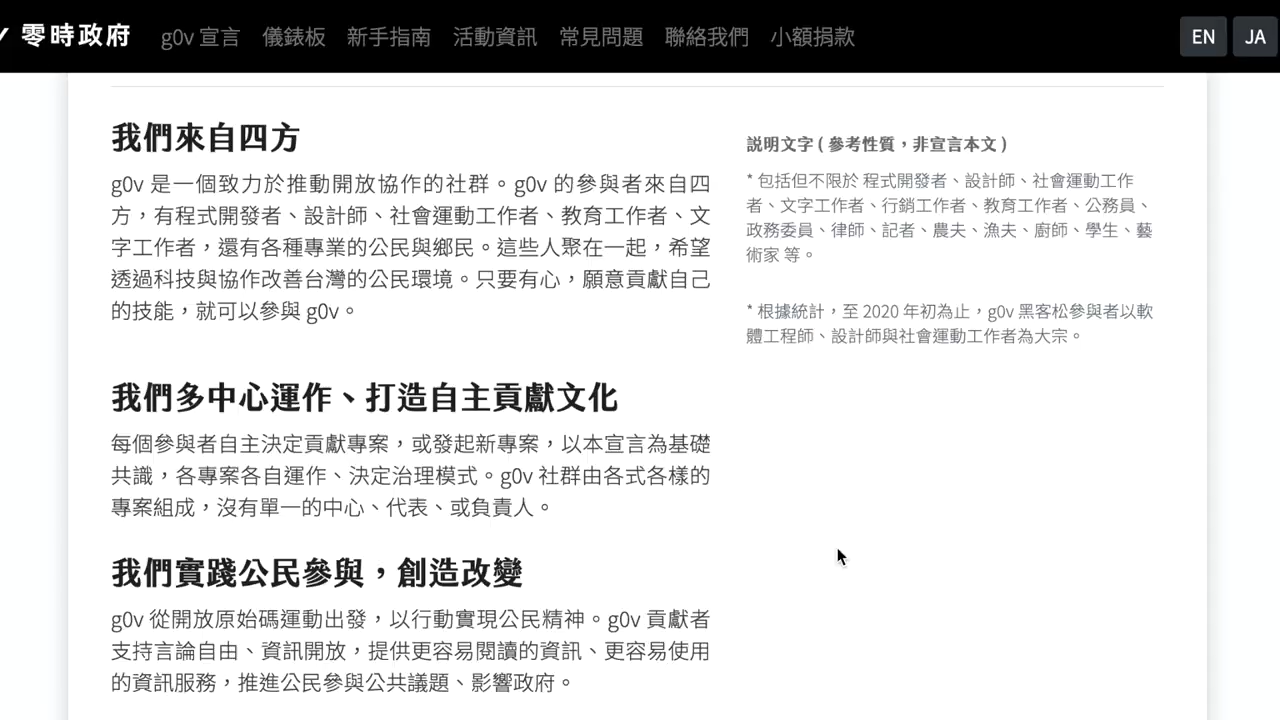 零時政府 g0v 宣言 儀錶板 新手指南 活動資訊 常見問題 聯絡我們 小額捐款 EN JA
我們來自四方
g0v 是一個致力於推動開放協作的社群。g0v 的參與者來自四
方，有程式開發者、設計師、社會運動工作者、教育工作者、文
字工作者，還有各種專業的公民與鄉民。這些人聚在一起，希望
透過科技與協作改善台灣的公民環境。只要有心，願意貢獻自己
的技能，就可以參與 g0v。
説明文字 ( 參考性質，非宣言本文 )
* 包括但不限於 程式開發者、設計師、社會運動工作
者、文字工作者、行銷工作者、教育工作者、公務員、
政務委員、律師、記者、農夫、漁夫、廚師、學生、藝
術家 等。
* 根據統計，至 2020 年初為止，g0v 黑客松參與者以軟
體工程師、設計師與社會運動工作者為大宗。
我們多中心運作、打造自主貢獻文化
每個參與者自主決定貢獻專案，或發起新專案，以本宣言為基礎
共識，各專案各自運作、決定治理模式。g0v 社群由各式各樣的
專案組成，沒有單一的中心、代表、或負責人。
我們實踐公民參與，創造改變
g0v 從開放原始碼運動出發，以行動實現公民精神。g0v 貢獻者
支持言論自由、資訊開放，提供更容易閱讀的資訊、更容易使用
的資訊服務，推進公民參與公共議題、影響政府。